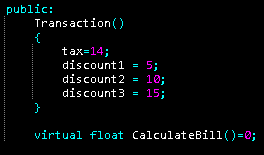 public:
Transaction()
{
tax=14;
discount1 = 5;
discount2 = 10;
discount3 = 15;
}
virtual float CalculateBill()=0;